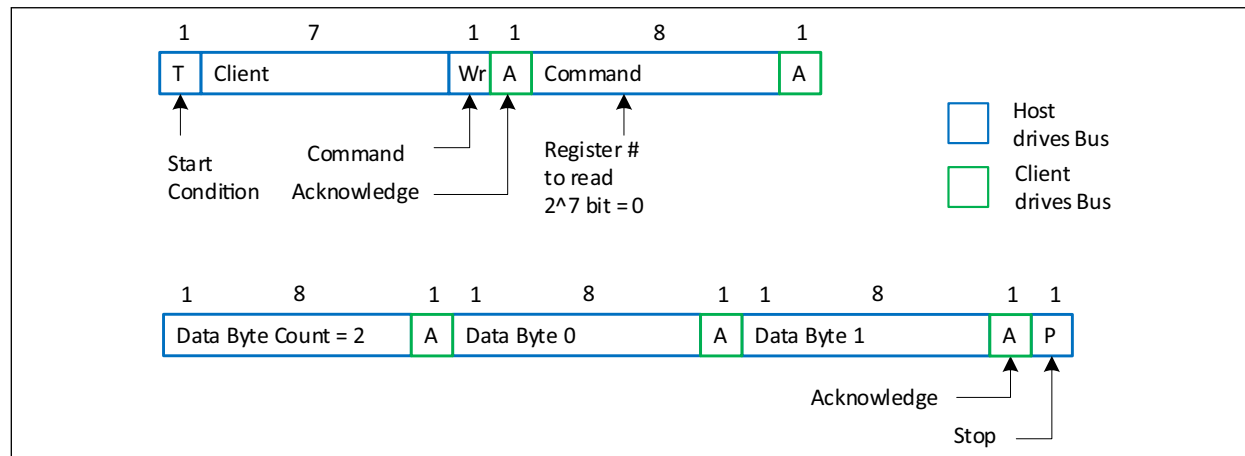 1 7 1 1 8 1
T Client Wr A Command A
Start
Condition
Command
Acknowledge
Register #
to read
2^7 bit = 0
Host
drives Bus
Client
drives Bus
1 8 1 1 8 1 1 8 1 1
Data Byte Count = 2 A Data Byte 0 A Data Byte 1 A P
Acknowledge
Stop